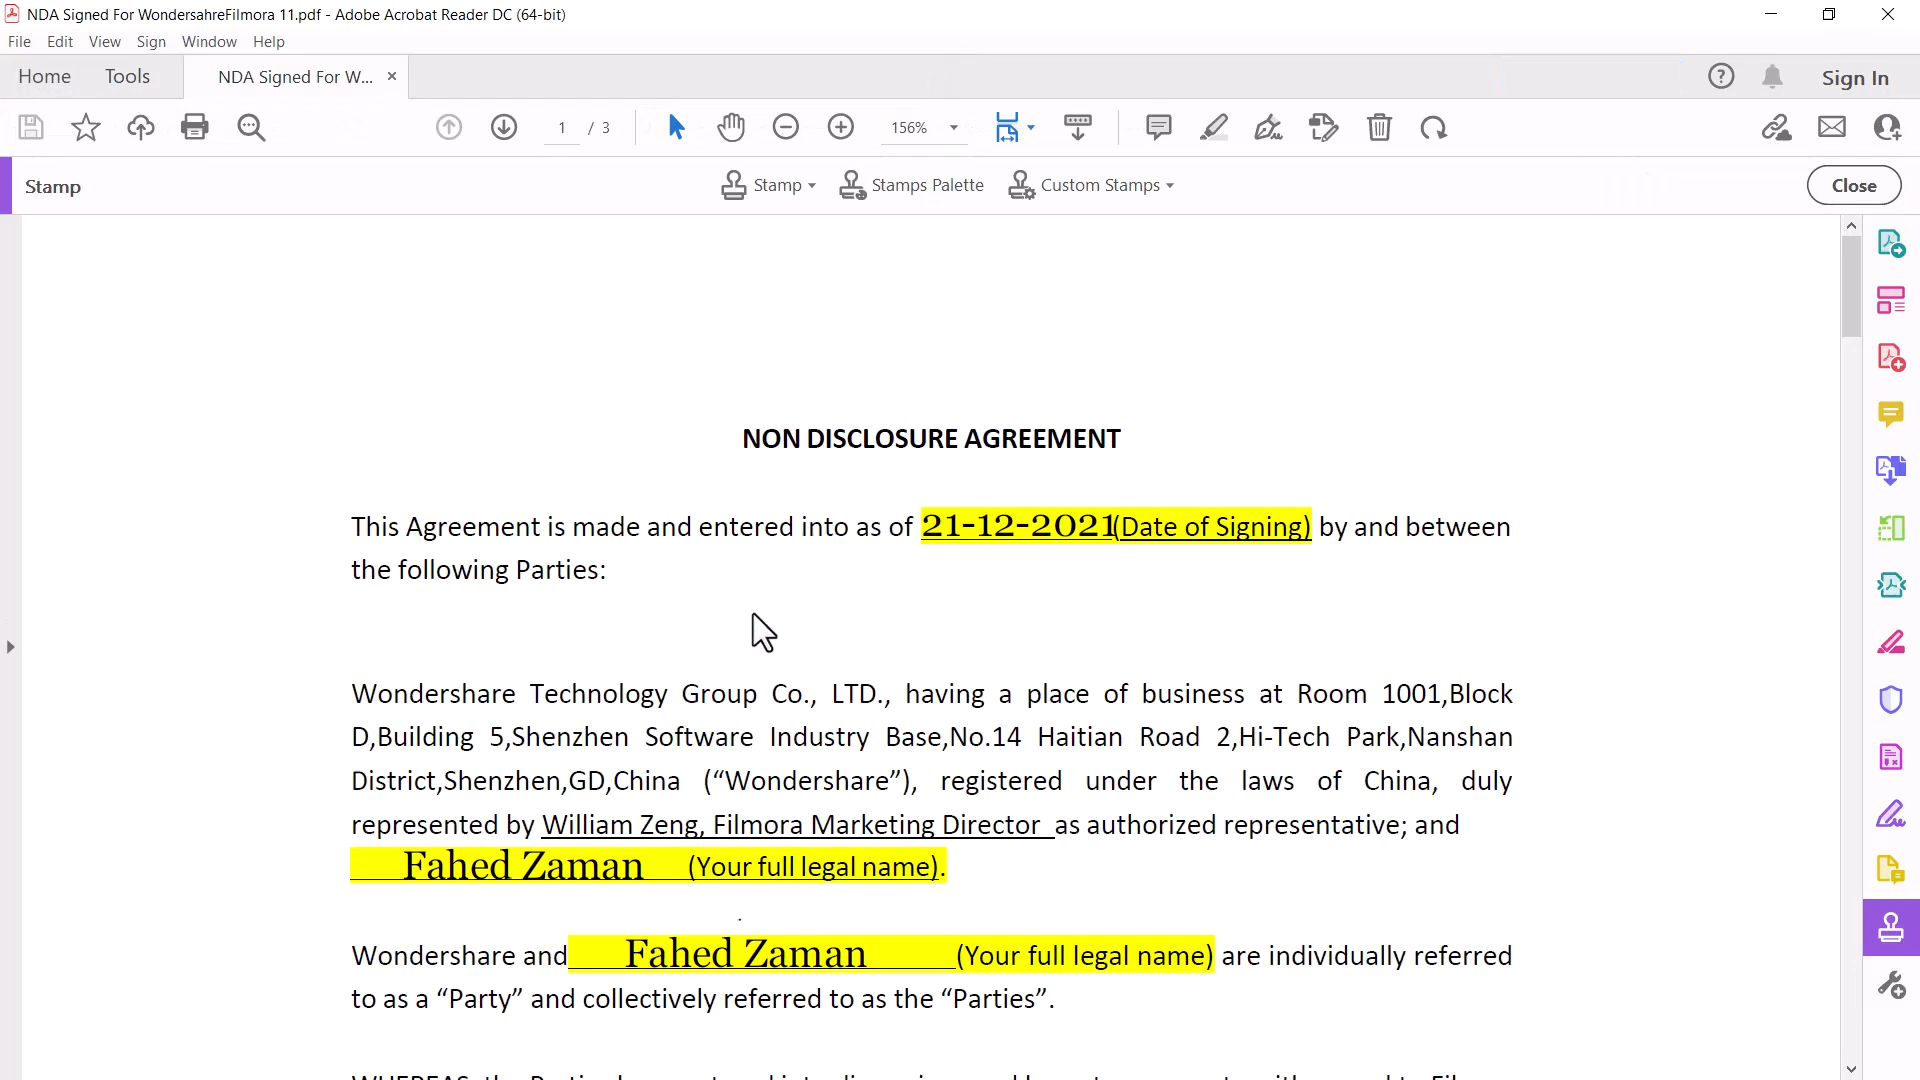 NDA Signed For WondersahreFilmora 11.pdf - Adobe Acrobat Reader DC (64-bit)
File Edit View Sign Window Help
Home Tools NDA Signed For W... × Sign In
1 / 3 156%
Stamp Stamp Stamps Palette Custom Stamps Close
NON DISCLOSURE AGREEMENT
This Agreement is made and entered into as of 21-12-2021(Date of Signing) by and between
the following Parties:
Wondershare Technology Group Co., LTD., having a place of business at Room 1001,Block
D,Building 5,Shenzhen Software Industry Base,No.14 Haitian Road 2,Hi-Tech Park,Nanshan
District,Shenzhen,GD,China (“Wondershare”), registered under the laws of China, duly
represented by William Zeng, Filmora Marketing Director as authorized representative; and
Fahed Zaman (Your full legal name).
Wondershare and Fahed Zaman (Your full legal name) are individually referred
to as a “Party” and collectively referred to as the “Parties”.